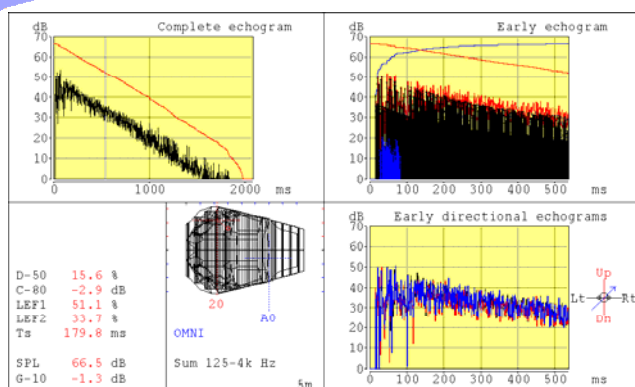 dB Complete echogram
70
60
50
40
30
20
10
0
0 1000 2000 ms
dB Early echogram
70
60
50
40
30
20
10
0
0 100 200 300 400 500 ms
D-50 15.6 %
C-80 -2.9 dB
LEF1 51.1 %
LEF2 33.7 %
Ts 179.8 ms
SPL 66.5 dB
G-10 -1.3 dB
20
A0
OMNI
Sum 125-4k Hz
5m
dB Early directional echograms
70
60
50
40
30
20
10
0
0 100 200 300 400 500 ms
Up
Lt Rt
Dn